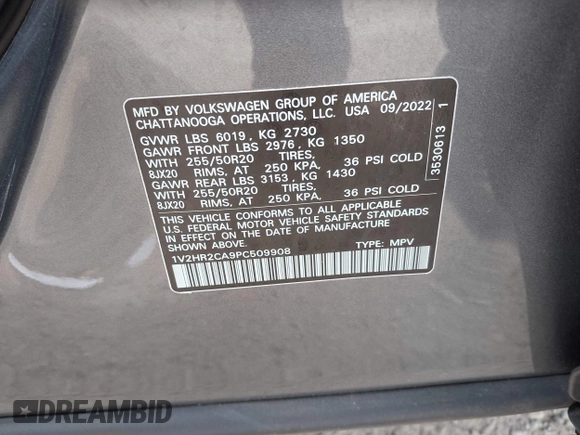 MFD BY VOLKSWAGEN GROUP OF AMERICA
CHATTANOOGA OPERATIONS, LLC. USA 09/2022
GVWR LBS 6019, KG 2730
GAWR FRONT LBS 2976, KG 1350
WITH 255/50R20 TIRES,
8JX20 RIMS, AT 250 KPA, 36 PSI COLD
GAWR REAR LBS 3153, KG 1430
WITH 255/50R20 TIRES,
8JX20 RIMS, AT 250 KPA, 36 PSI COLD
THIS VEHICLE CONFORMS TO ALL APPLICABLE
U.S. FEDERAL MOTOR VEHICLE SAFETY STANDARDS
IN EFFECT ON THE DATE OF MANUFACTURE
SHOWN ABOVE.
1V2HR2CA9PC509908 TYPE: MPV
3530613 1
DREAMBID